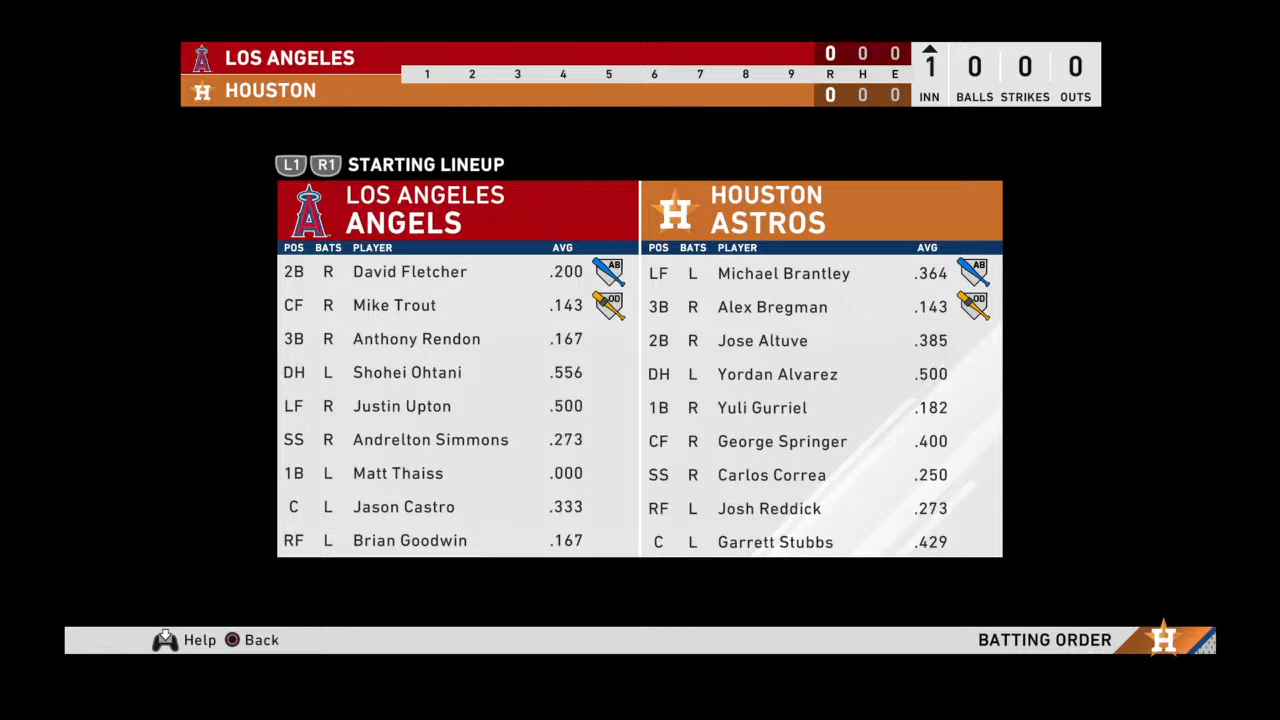 LOS ANGELES 0 0 0 1 0 0 0
1 2 3 4 5 6 7 8 9 R H E INN BALLS STRIKES OUTS
HOUSTON 0 0 0
L1 R1 STARTING LINEUP
LOS ANGELES
ANGELS
POS BATS PLAYER AVG
2B R David Fletcher .200 AB
CF R Mike Trout .143 OD
3B R Anthony Rendon .167
DH L Shohei Ohtani .556
LF R Justin Upton .500
SS R Andrelton Simmons .273
1B L Matt Thaiss .000
C L Jason Castro .333
RF L Brian Goodwin .167
HOUSTON
ASTROS
POS BATS PLAYER AVG
LF L Michael Brantley .364 AB
3B R Alex Bregman .143 OD
2B R Jose Altuve .385
DH L Yordan Alvarez .500
1B R Yuli Gurriel .182
CF R George Springer .400
SS R Carlos Correa .250
RF L Josh Reddick .273
C L Garrett Stubbs .429
Help Back BATTING ORDER